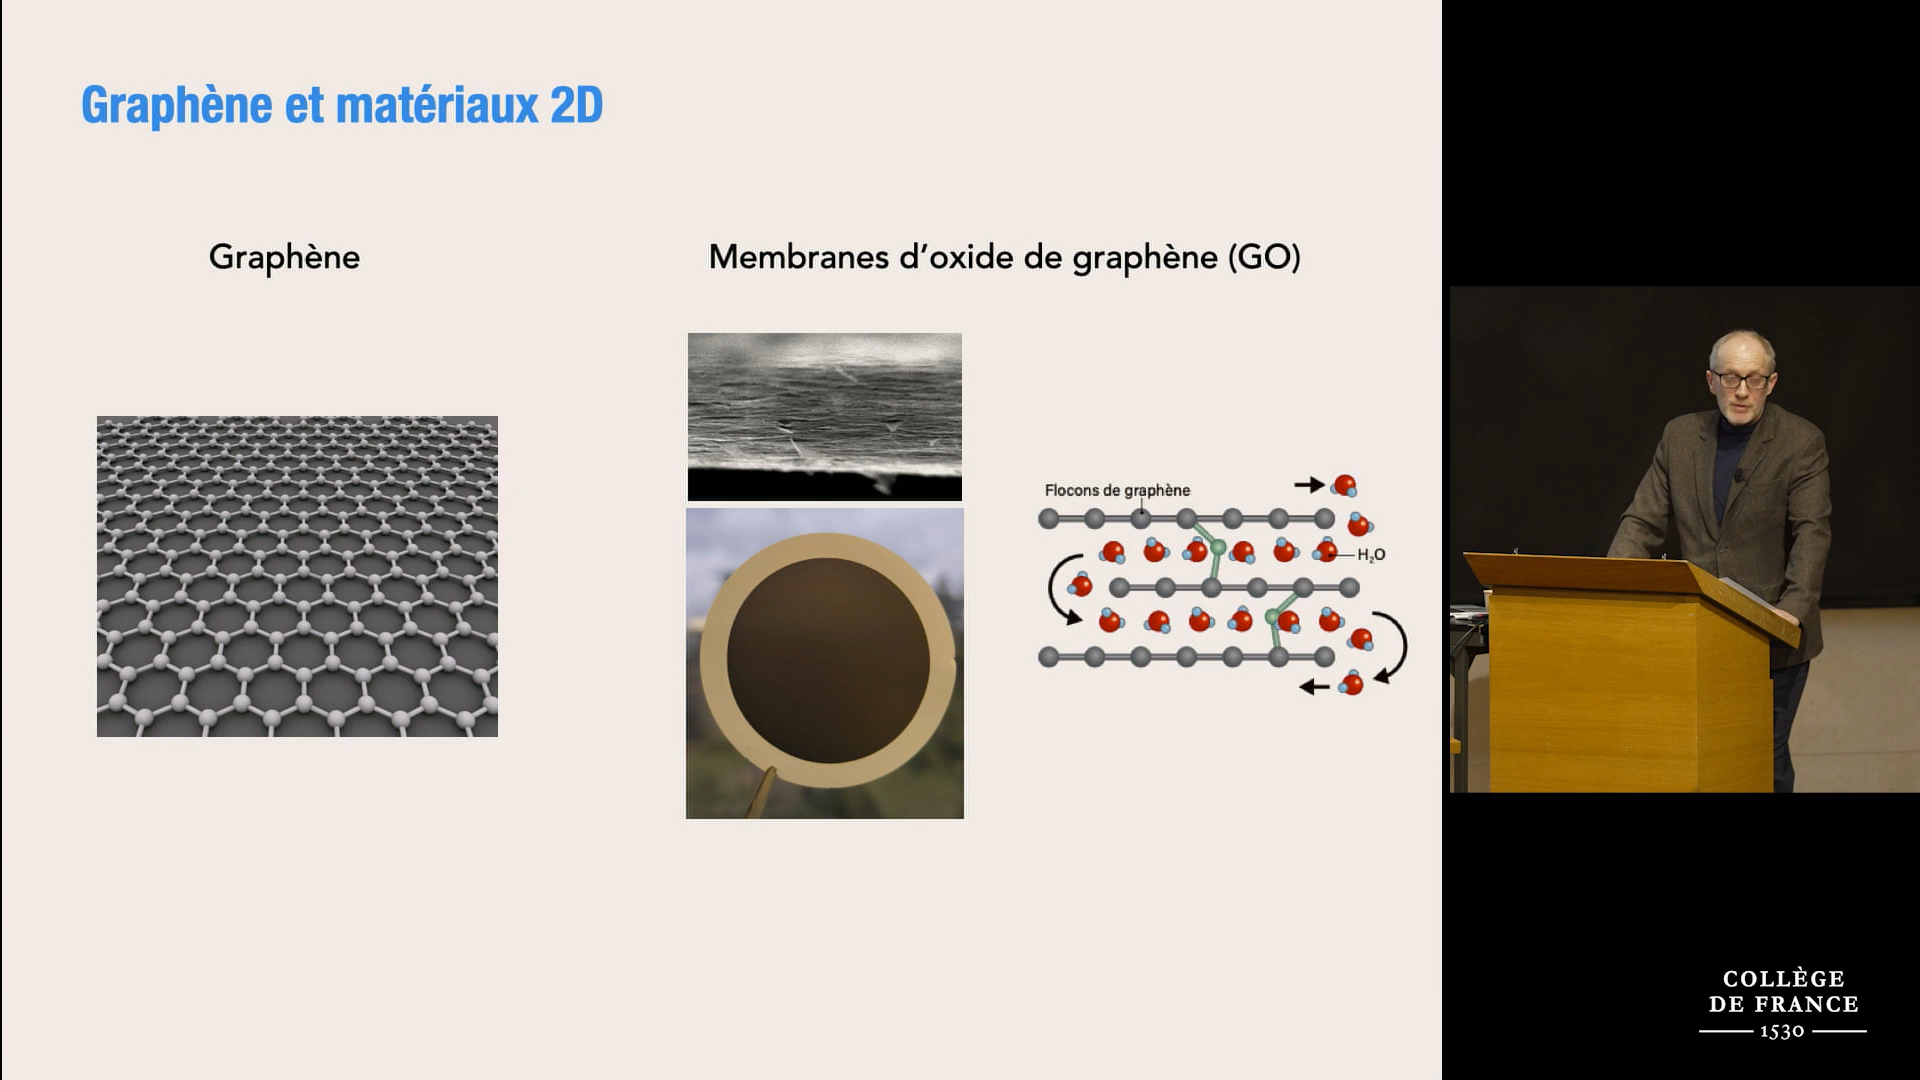 Graphène et matériaux 2D
Graphène
Membranes d’oxide de graphène (GO)
Flocons de graphène
H₂O
COLLÈGE
DE FRANCE
1530